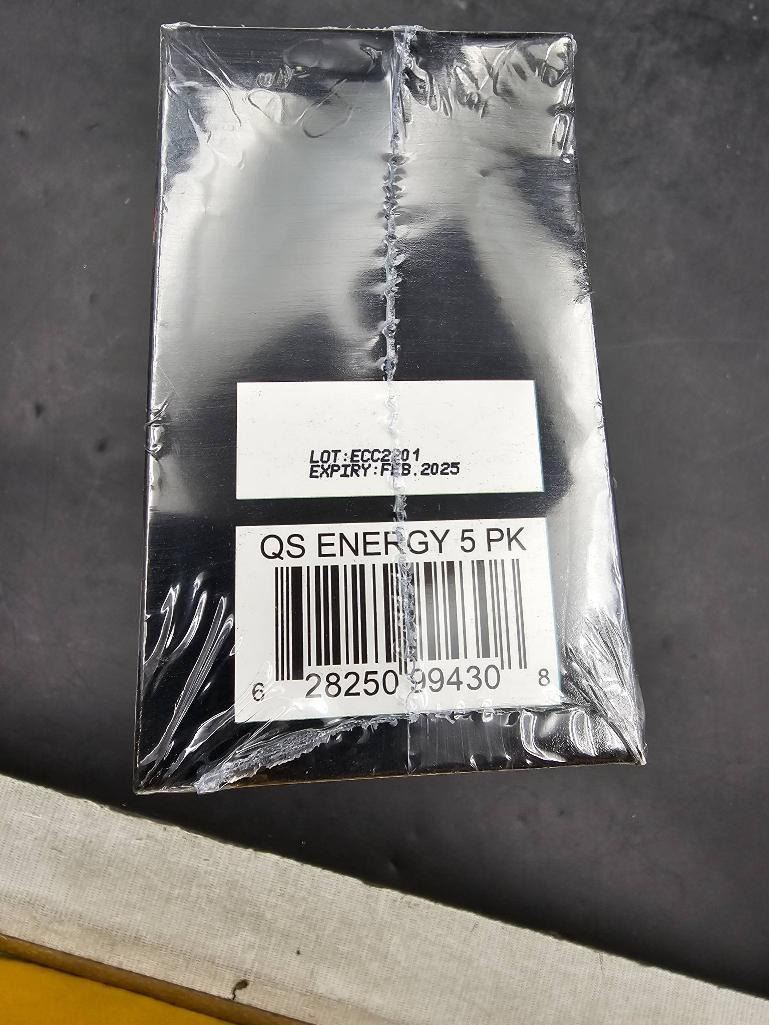 LOT:ECC2201
EXPIRY:FEB.2025
QS ENERGY 5 PK
6 28250 99430 8